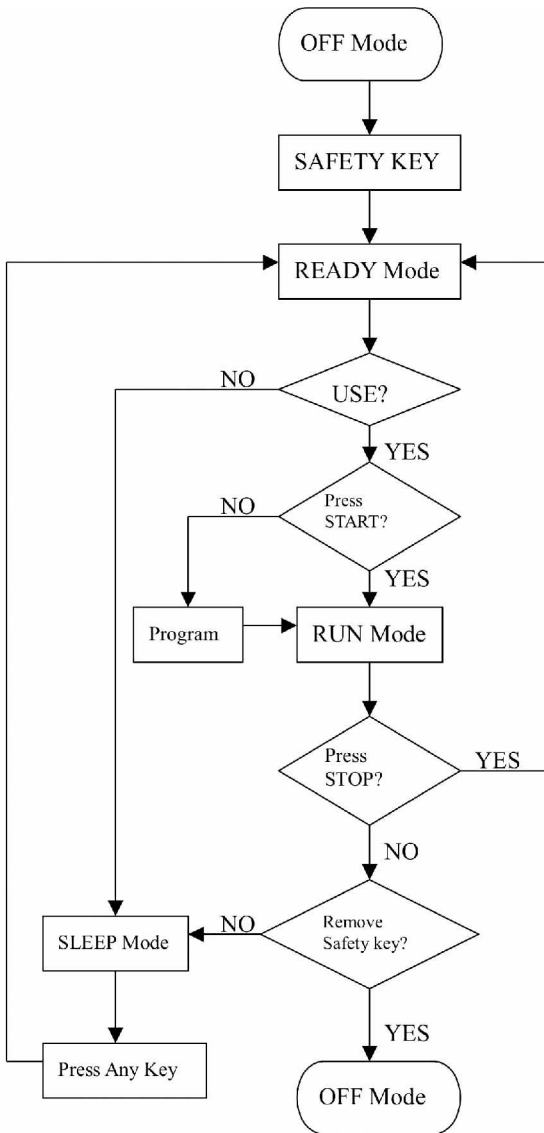 OFF Mode
SAFETY KEY
READY Mode
NO
USE?
YES
Press
START?
NO
YES
Program
RUN Mode
Press
STOP?
YES
NO
Remove
Safety key?
NO
SLEEP Mode
YES
Press Any Key
OFF Mode